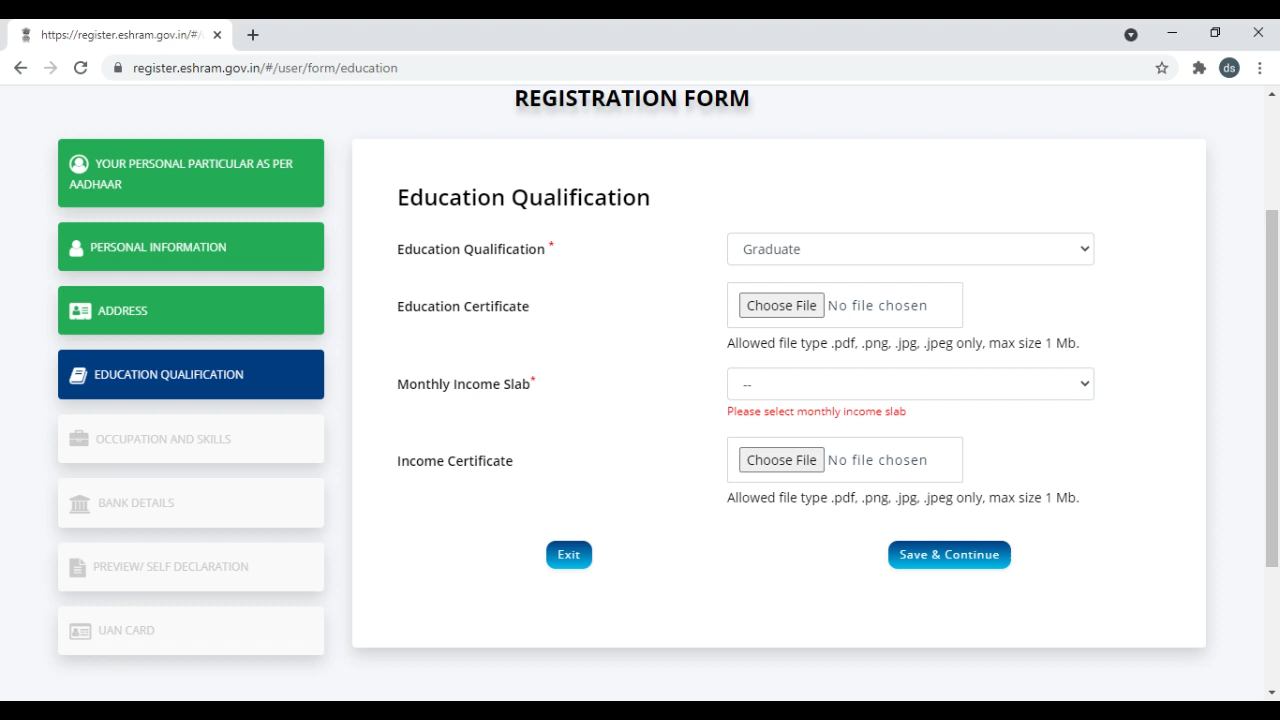 https://register.eshram.gov.in/#/
register.eshram.gov.in/#/user/form/education
ds
REGISTRATION FORM
YOUR PERSONAL PARTICULAR AS PER
AADHAAR
PERSONAL INFORMATION
ADDRESS
EDUCATION QUALIFICATION
OCCUPATION AND SKILLS
BANK DETAILS
PREVIEW/ SELF DECLARATION
UAN CARD
Education Qualification
Education Qualification * Graduate
Education Certificate Choose File No file chosen
Allowed file type .pdf, .png, .jpg, .jpeg only, max size 1 Mb.
Monthly Income Slab* --
Please select monthly income slab
Income Certificate Choose File No file chosen
Allowed file type .pdf, .png, .jpg, .jpeg only, max size 1 Mb.
Exit Save & Continue